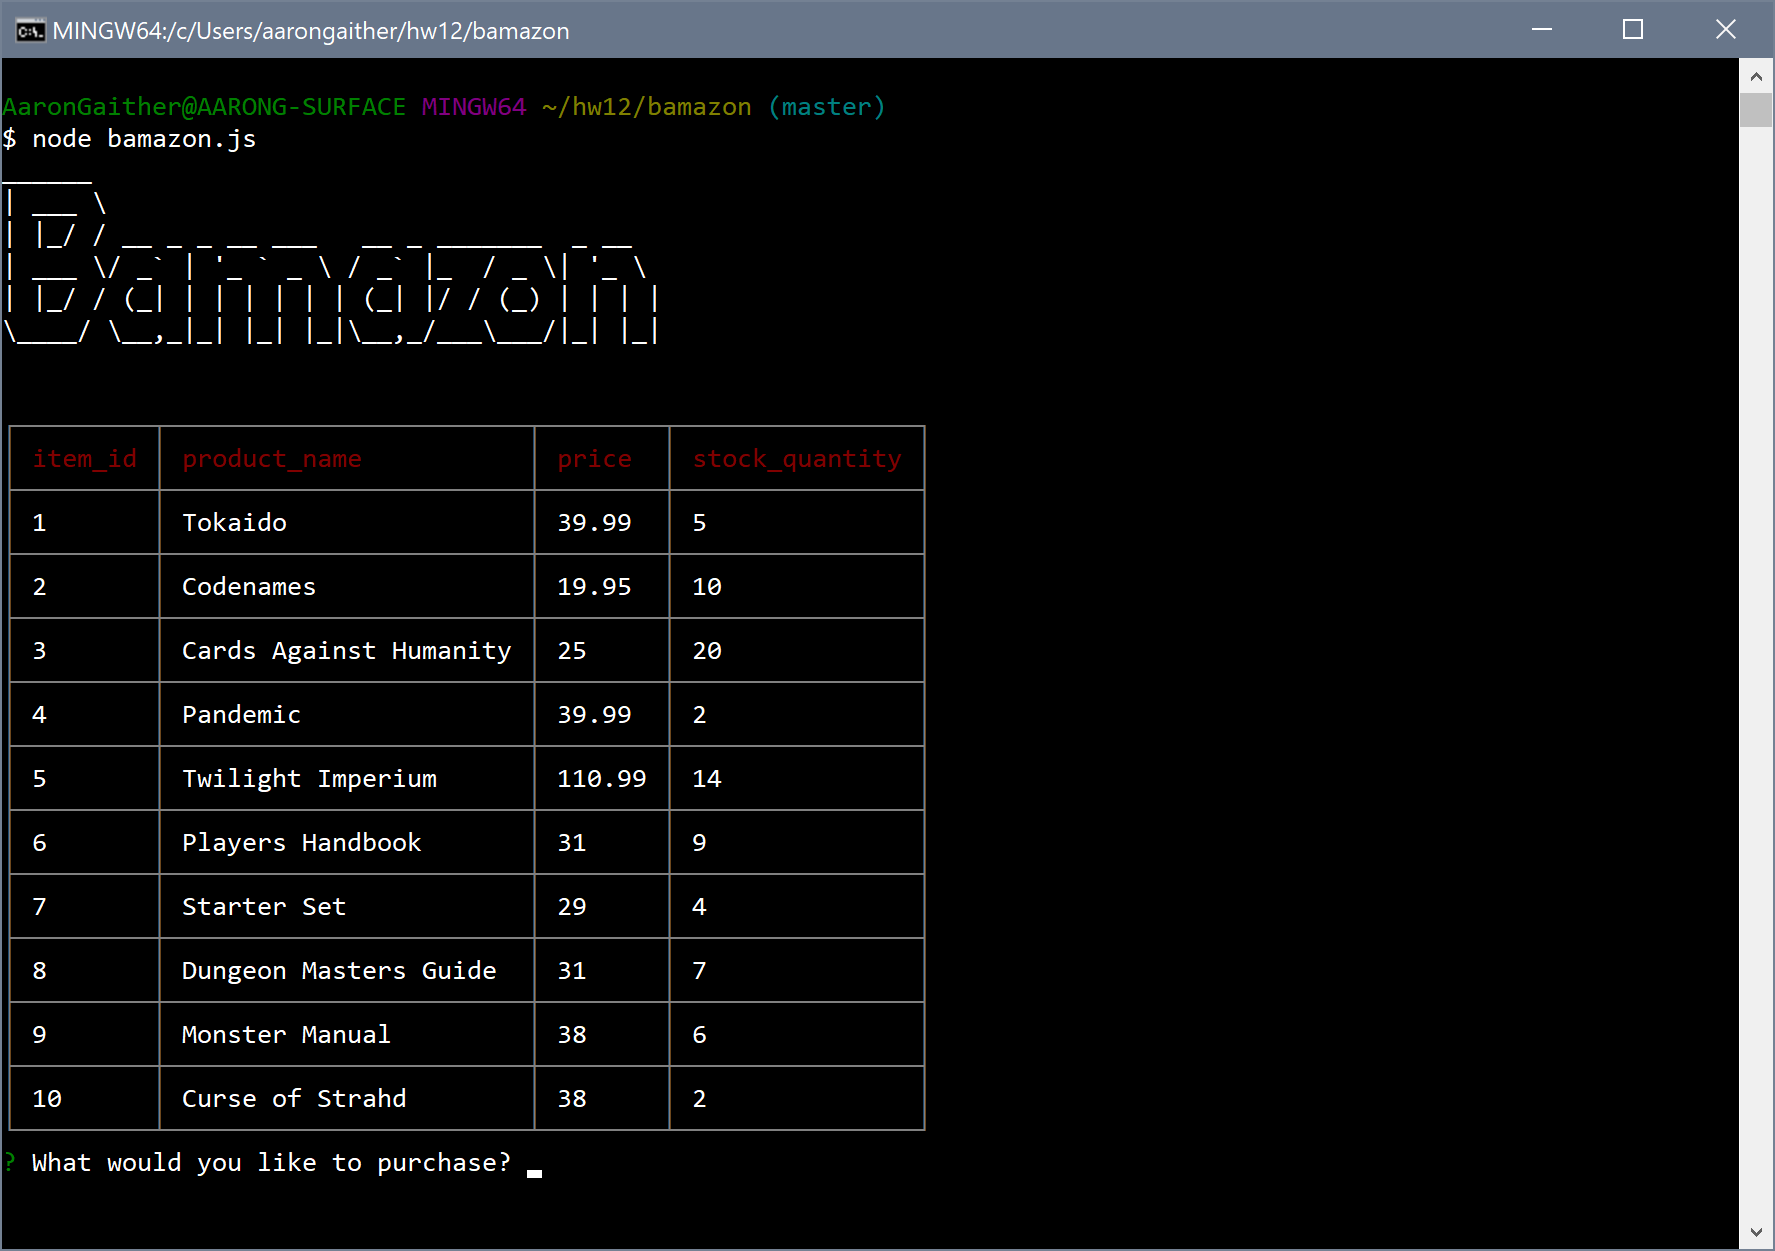 MINGW64:/c/Users/aarongaither/hw12/bamazon
AaronGaither@AARONG-SURFACE MINGW64 ~/hw12/bamazon (master)
$ node bamazon.js
Bamazon
item_id product_name price stock_quantity
1 Tokaido 39.99 5
2 Codenames 19.95 10
3 Cards Against Humanity 25 20
4 Pandemic 39.99 2
5 Twilight Imperium 110.99 14
6 Players Handbook 31 9
7 Starter Set 29 4
8 Dungeon Masters Guide 31 7
9 Monster Manual 38 6
10 Curse of Strahd 38 2
? What would you like to purchase?